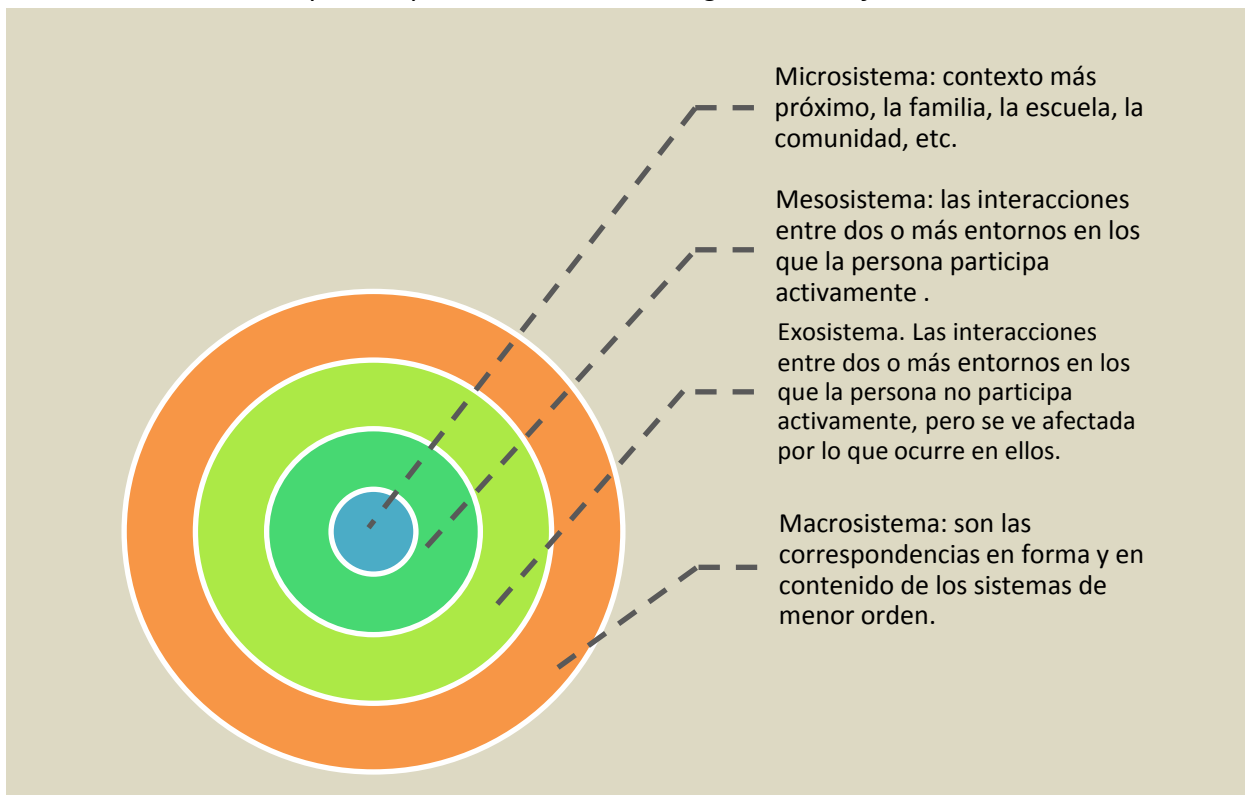 Microsistema: contexto más
próximo, la familia, la escuela, la
comunidad, etc.
Mesosistema: las interacciones
entre dos o más entornos en los
que la persona participa
activamente .
Exosistema. Las interacciones
entre dos o más entornos en los
que la persona no participa
activamente, pero se ve afectada
por lo que ocurre en ellos.
Macrosistema: son las
correspondencias en forma y en
contenido de los sistemas de
menor orden.